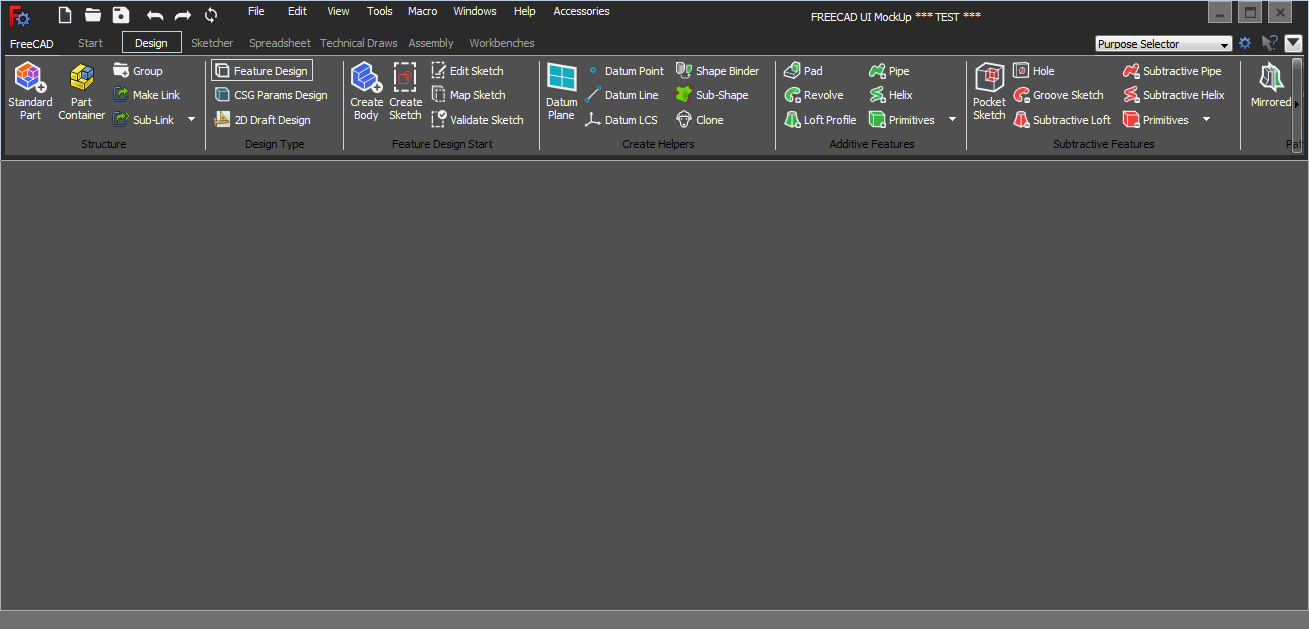 File Edit View Tools Macro Windows Help Accessories FREECAD UI MockUp *** TEST ***
FreeCAD Start Design Sketcher Spreadsheet Technical Draws Assembly Workbenches Purpose Selector
Standard Part
Part Container
Group
Make Link
Sub-Link
Structure
Feature Design
CSG Params Design
2D Draft Design
Design Type
Create Body
Create Sketch
Edit Sketch
Map Sketch
Validate Sketch
Feature Design Start
Datum Plane
Datum Point
Datum Line
Datum LCS
Shape Binder
Sub-Shape
Clone
Create Helpers
Pad
Revolve
Loft Profile
Pipe
Helix
Primitives
Additive Features
Pocket Sketch
Hole
Groove Sketch
Subtractive Loft
Subtractive Pipe
Subtractive Helix
Primitives
Subtractive Features
Mirrored